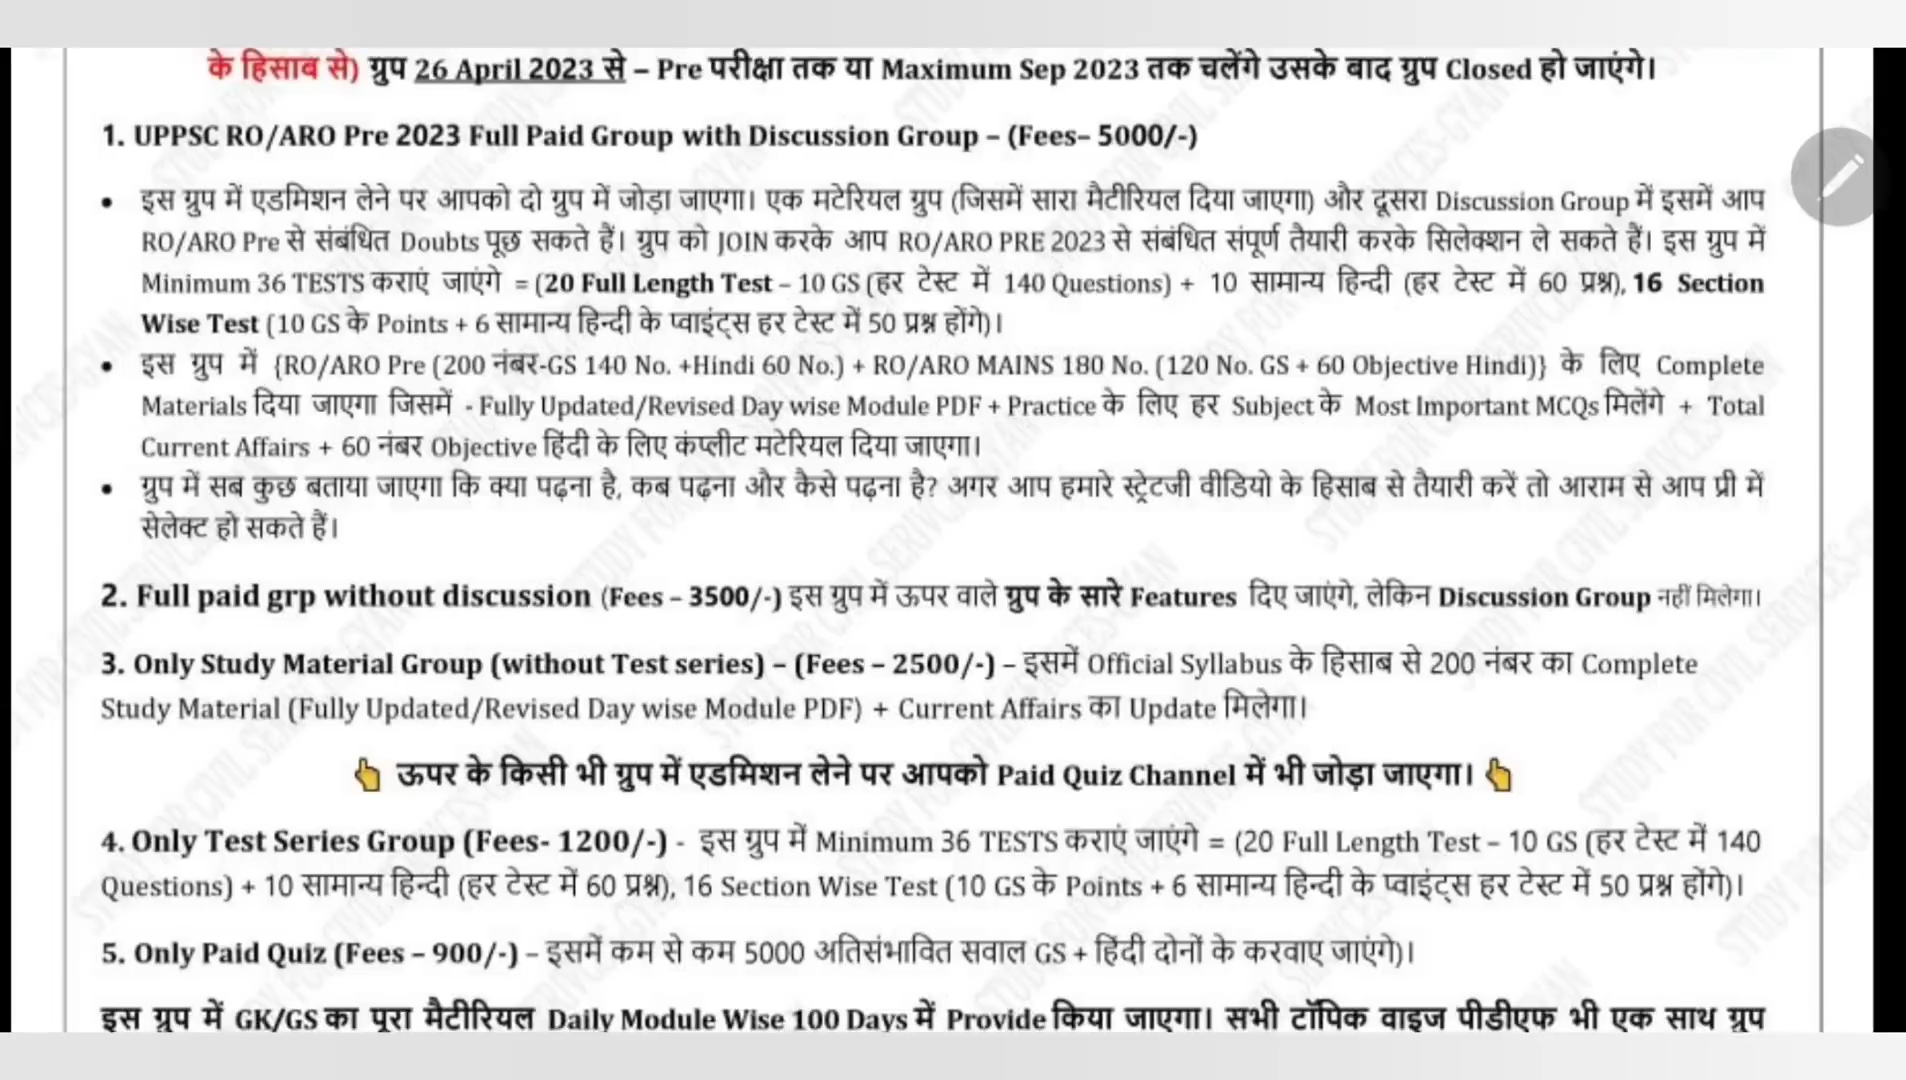 के हिसाब से) ग्रुप 26 April 2023 से – Pre परीक्षा तक या Maximum Sep 2023 तक चलेंगे उसके बाद ग्रुप Closed हो जाएंगे।
1. UPPSC RO/ARO Pre 2023 Full Paid Group with Discussion Group – (Fees– 5000/-)
• इस ग्रुप में एडमिशन लेने पर आपको दो ग्रुप में जोड़ा जाएगा। एक मटेरियल ग्रुप (जिसमें सारा मैटीरियल दिया जाएगा) और दूसरा Discussion Group में इसमें आप
RO/ARO Pre से संबंधित Doubts पूछ सकते हैं। ग्रुप को JOIN करके आप RO/ARO PRE 2023 से संबंधित संपूर्ण तैयारी करके सिलेक्शन ले सकते हैं। इस ग्रुप में
Minimum 36 TESTS कराएं जाएंगे = (20 Full Length Test – 10 GS (हर टेस्ट में 140 Questions) + 10 सामान्य हिन्दी (हर टेस्ट में 60 प्रश्न), 16 Section
Wise Test (10 GS के Points + 6 सामान्य हिन्दी के प्वाइंट्स हर टेस्ट में 50 प्रश्न होंगे)।
• इस ग्रुप में {RO/ARO Pre (200 नंबर-GS 140 No. +Hindi 60 No.) + RO/ARO MAINS 180 No. (120 No. GS + 60 Objective Hindi)} के लिए Complete
Materials दिया जाएगा जिसमें - Fully Updated/Revised Day wise Module PDF + Practice के लिए हर Subject के Most Important MCQs मिलेंगे + Total
Current Affairs + 60 नंबर Objective हिंदी के लिए कंप्लीट मटेरियल दिया जाएगा।
• ग्रुप में सब कुछ बताया जाएगा कि क्या पढ़ना है, कब पढ़ना और कैसे पढ़ना है? अगर आप हमारे स्ट्रेटजी वीडियो के हिसाब से तैयारी करें तो आराम से आप प्री में
सेलेक्ट हो सकते हैं।
2. Full paid grp without discussion (Fees – 3500/-) इस ग्रुप में ऊपर वाले ग्रुप के सारे Features दिए जाएंगे, लेकिन Discussion Group नहीं मिलेगा।
3. Only Study Material Group (without Test series) – (Fees – 2500/-) – इसमें Official Syllabus के हिसाब से 200 नंबर का Complete
Study Material (Fully Updated/Revised Day wise Module PDF) + Current Affairs का Update मिलेगा।
👆 ऊपर के किसी भी ग्रुप में एडमिशन लेने पर आपको Paid Quiz Channel में भी जोड़ा जाएगा। 👆
4. Only Test Series Group (Fees- 1200/-) - इस ग्रुप में Minimum 36 TESTS कराएं जाएंगे = (20 Full Length Test – 10 GS (हर टेस्ट में 140
Questions) + 10 सामान्य हिन्दी (हर टेस्ट में 60 प्रश्न), 16 Section Wise Test (10 GS के Points + 6 सामान्य हिन्दी के प्वाइंट्स हर टेस्ट में 50 प्रश्न होंगे)।
5. Only Paid Quiz (Fees – 900/-) – इसमें कम से कम 5000 अतिसंभावित सवाल GS + हिंदी दोनों के करवाए जाएंगे)।
इस ग्रुप में GK/GS का पूरा मैटीरियल Daily Module Wise 100 Days में Provide किया जाएगा। सभी टॉपिक वाइज पीडीएफ भी एक साथ ग्रुप